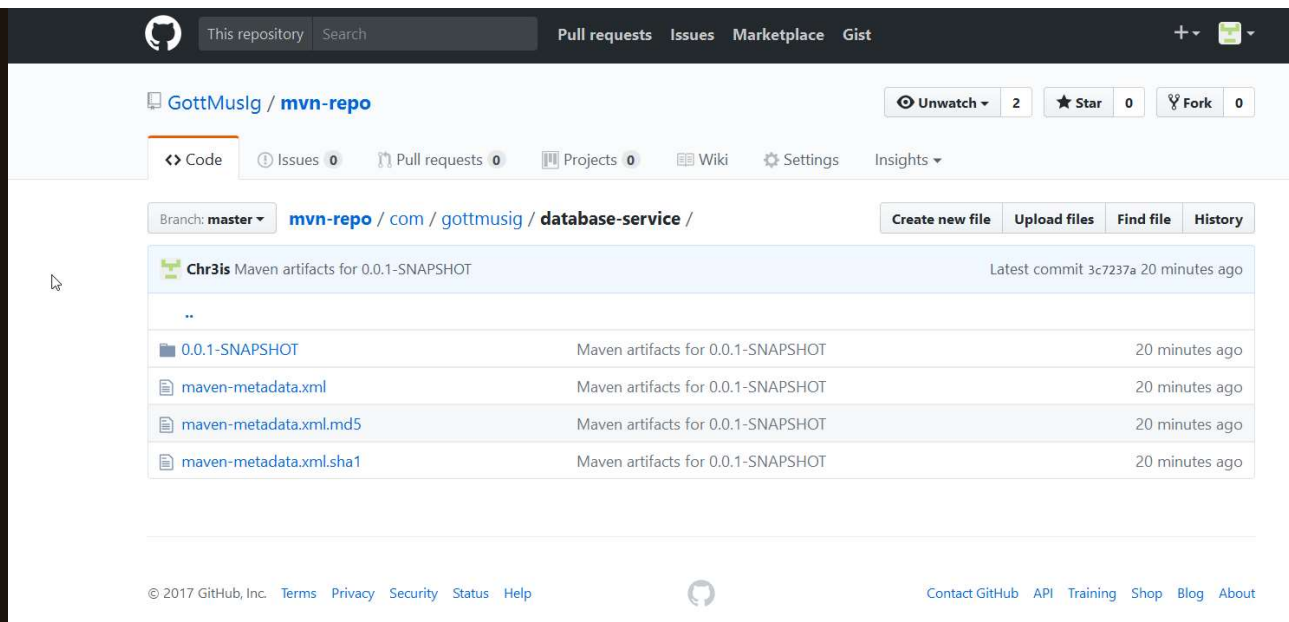 This repository Search Pull requests Issues Marketplace Gist
GottMusIg / mvn-repo Unwatch 2 Star 0 Fork 0
Code Issues 0 Pull requests 0 Projects 0 Wiki Settings Insights
Branch: master mvn-repo / com / gottmusig / database-service / Create new file Upload files Find file History
Chr3is Maven artifacts for 0.0.1-SNAPSHOT Latest commit 3c7237a 20 minutes ago
..
0.0.1-SNAPSHOT Maven artifacts for 0.0.1-SNAPSHOT 20 minutes ago
maven-metadata.xml Maven artifacts for 0.0.1-SNAPSHOT 20 minutes ago
maven-metadata.xml.md5 Maven artifacts for 0.0.1-SNAPSHOT 20 minutes ago
maven-metadata.xml.sha1 Maven artifacts for 0.0.1-SNAPSHOT 20 minutes ago
© 2017 GitHub, Inc. Terms Privacy Security Status Help Contact GitHub API Training Shop Blog About